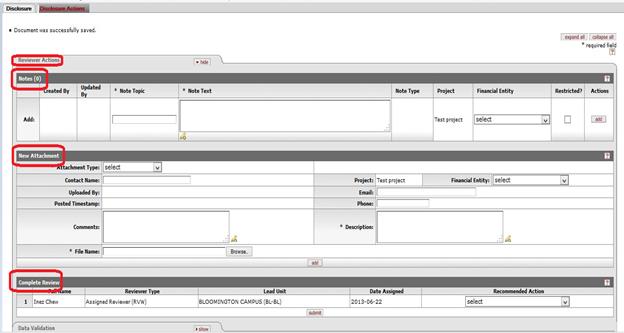 Disclosure Disclosure Actions
Document was successfully saved.
expand all collapse all
* required field
Reviewer Actions hide
Notes (0)
Created By Updated By * Note Topic * Note Text Note Type Project Financial Entity Restricted? Actions
Add: Test project select add
New Attachment
Attachment Type: select
Contact Name: Project: Test project Financial Entity: select
Uploaded By: Email:
Posted Timestamp: Phone:
Comments: * Description:
* File Name: Browse..
add
Complete Review
Name Reviewer Type Lead Unit Date Assigned Recommended Action
1 Inez Chew Assigned Reviewer (RVW) BLOOMINGTON CAMPUS (BL-BL) 2013-06-22 select
submit
Data Validation show